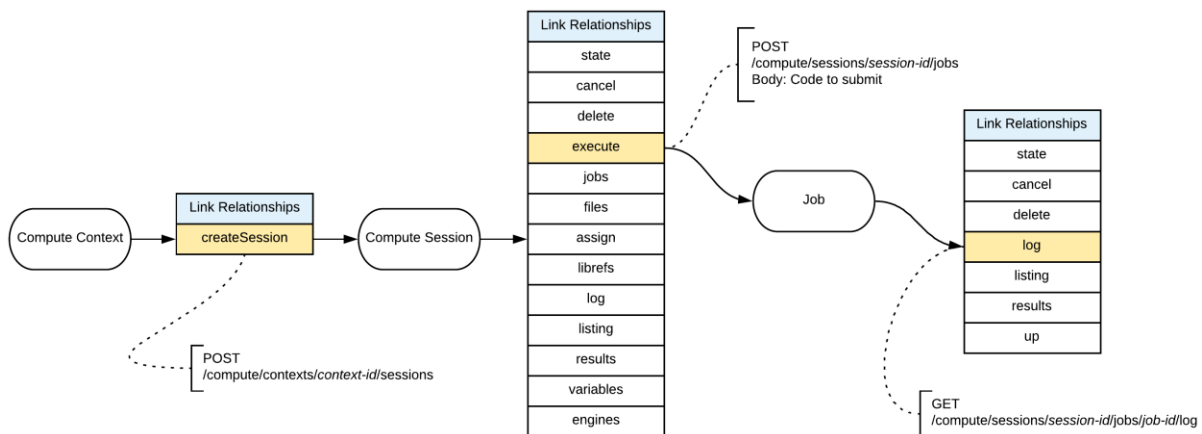 Compute Context
Link Relationships
createSession
POST
/compute/contexts/context-id/sessions
Compute Session
Link Relationships
state
cancel
delete
execute
jobs
files
assign
librefs
log
listing
results
variables
engines
POST
/compute/sessions/session-id/jobs
Body: Code to submit
Job
Link Relationships
state
cancel
delete
log
listing
results
up
GET
/compute/sessions/session-id/jobs/job-id/log